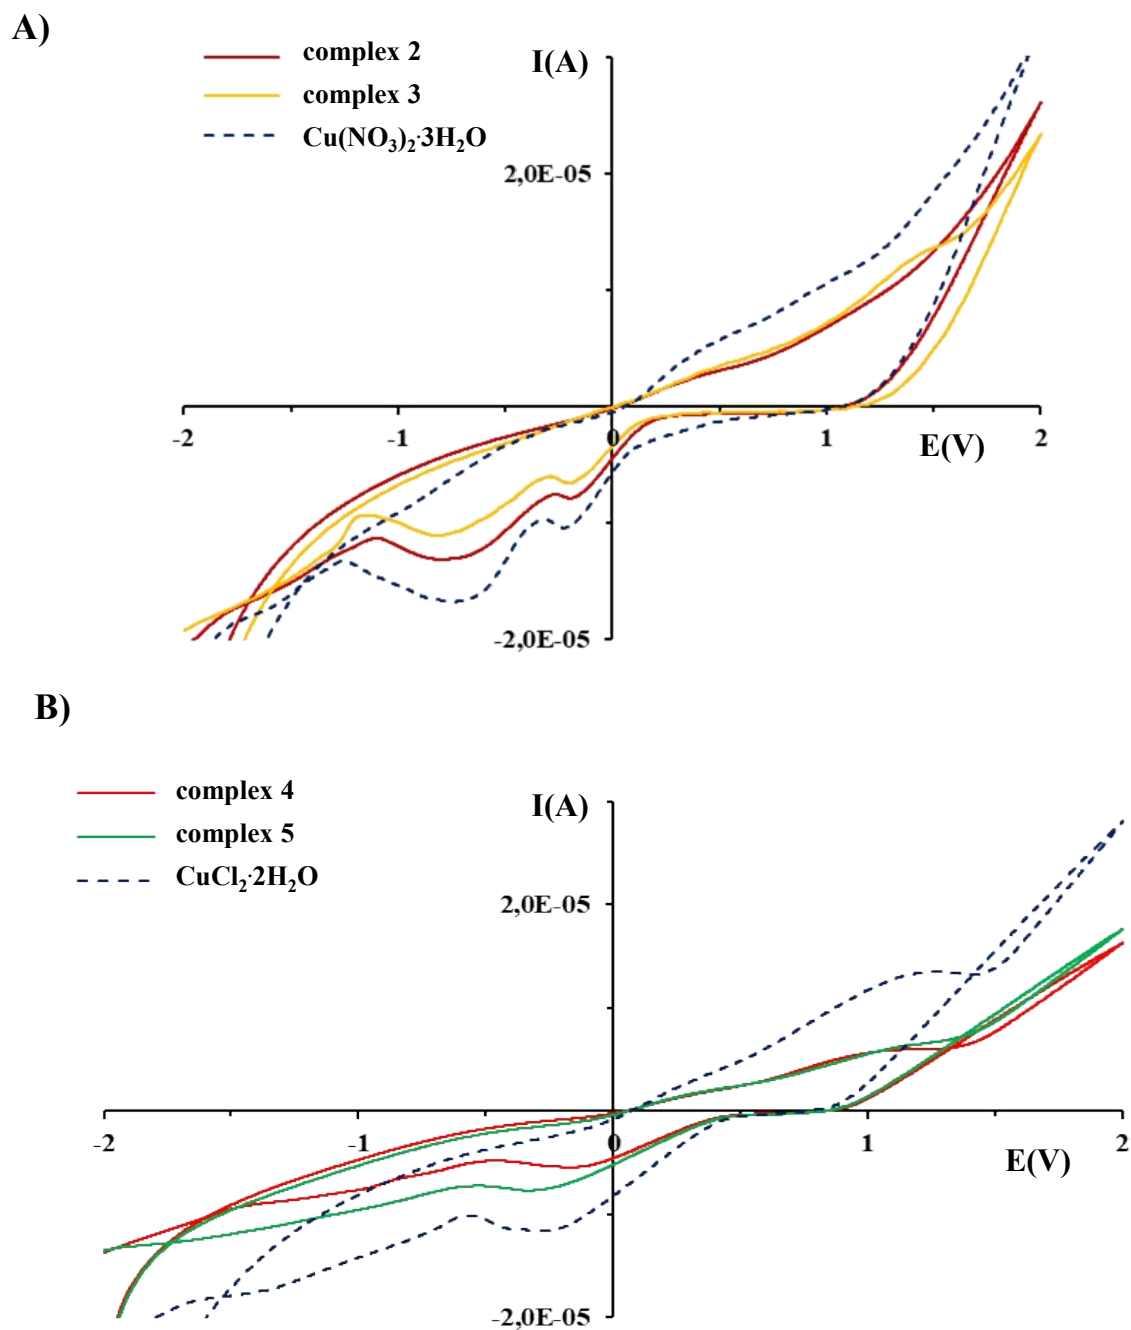 A)
complex 2
complex 3
Cu(NO₃)₂·3H₂O
I(A)
2,0E-05
-2 -1 0 1 2
E(V)
-2,0E-05
B)
complex 4
complex 5
CuCl₂·2H₂O
I(A)
2,0E-05
-2 -1 0 1 2
E(V)
-2,0E-05